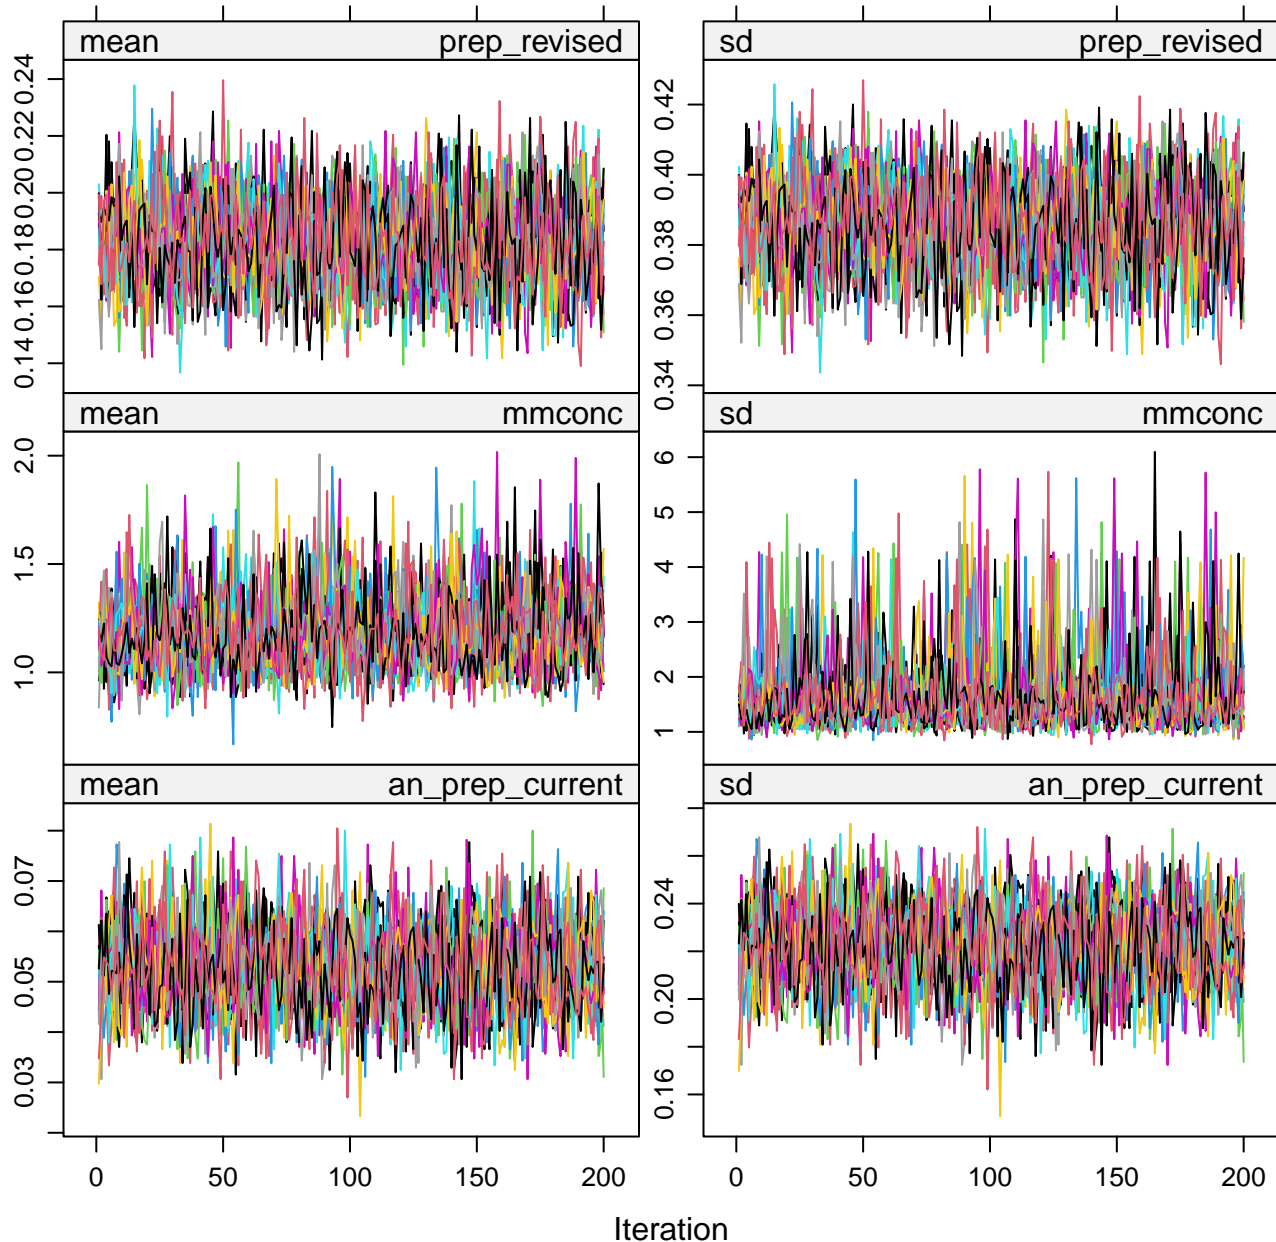 mean prep_revised
sd prep_revised
0.14 0.16 0.18 0.20 0.22 0.24
0.34 0.36 0.38 0.40 0.42
mean mmconc
sd mmconc
1.0 1.5 2.0
1 2 3 4 5 6
mean an_prep_current
sd an_prep_current
0.03 0.05 0.07
0.16 0.20 0.24
0 50 100 150 200
0 50 100 150 200
Iteration